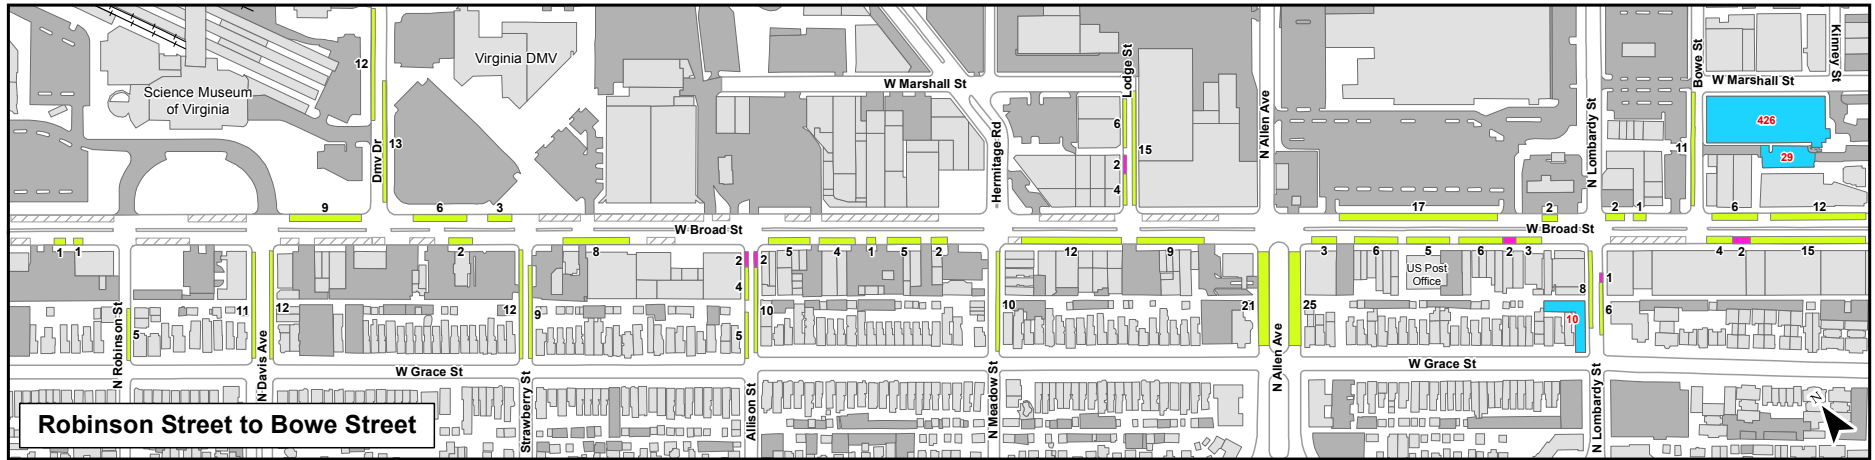 Kinney St
Bowe St
Lodge St
Virginia DMV
12
W Marshall St
W Marshall St
Science Museum
of Virginia
N Allen Ave
N Lombardy St
Hermitage Rd
426
6
13
Dmv Dr
15
11
29
2
4
9
6
3
17
2
2
1
6
12
W Broad St
W Broad St
1
1
2
8
2
2
5
4
1
5
2
12
9
3
6
5
6
2
3
4
2
15
US Post
Office
4
8
1
5
11
12
12
9
5
10
10
21
25
10
6
N Robinson St
N Davis Ave
Strawberry St
Allison St
N Meadow St
N Allen Ave
N Lombardy St
W Grace St
W Grace St
Robinson Street to Bowe Street
N